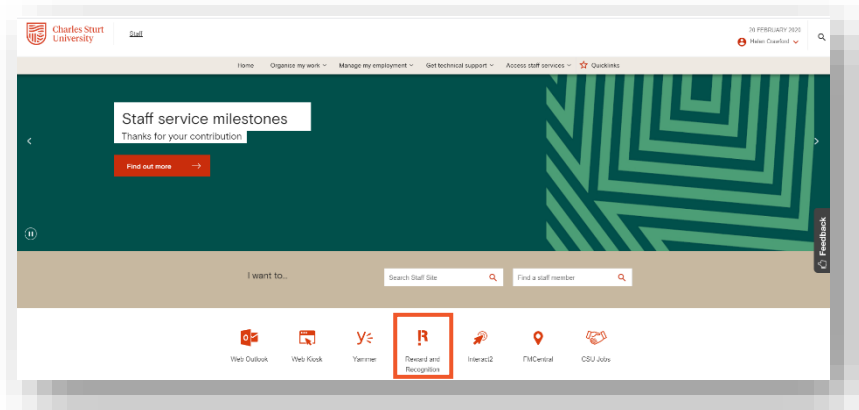 Charles Sturt
University
Staff
20 FEBRUARY 2020
Helen Crawford
Home Organise my work Manage my employment Get technical support Access staff services Quicklinks
Staff service milestones
Thanks for your contribution
Find out more
Feedback
I want to...
Search Staff Site
Find a staff member
Web Outlook
Web Kiosk
Yammer
Reward and
Recognition
Interact2
FMCentral
CSU Jobs